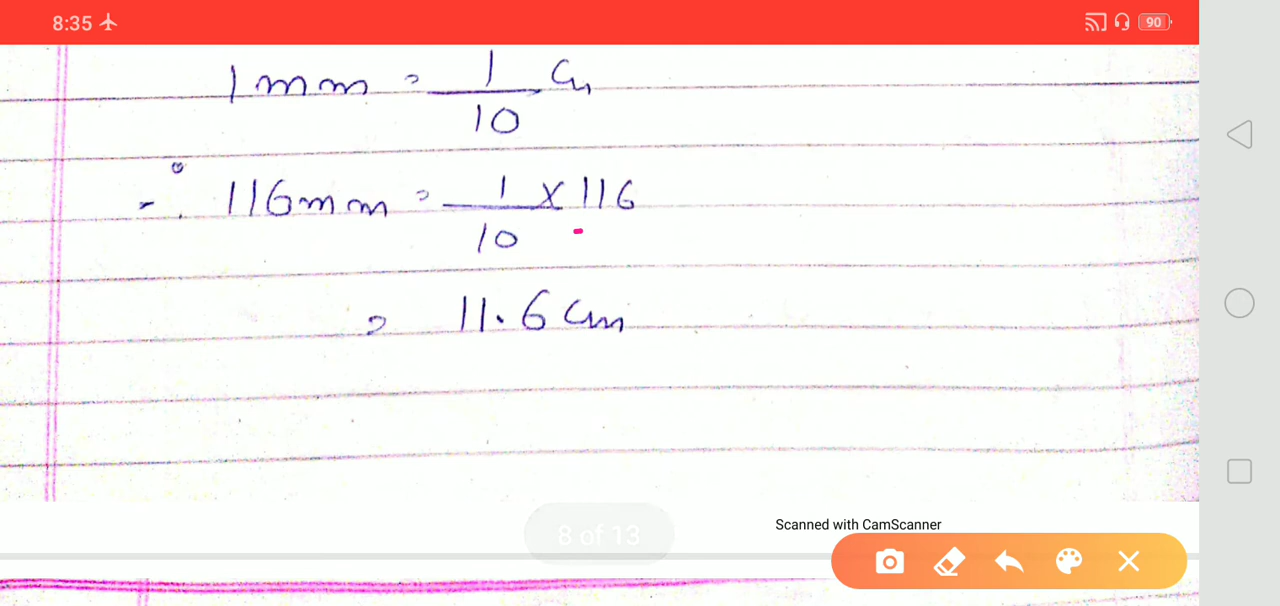 8:35
90
1mm = 1/10 cm
∴ 116mm = 1/10 × 116
= 11.6 cm
8 of 13
Scanned with CamScanner